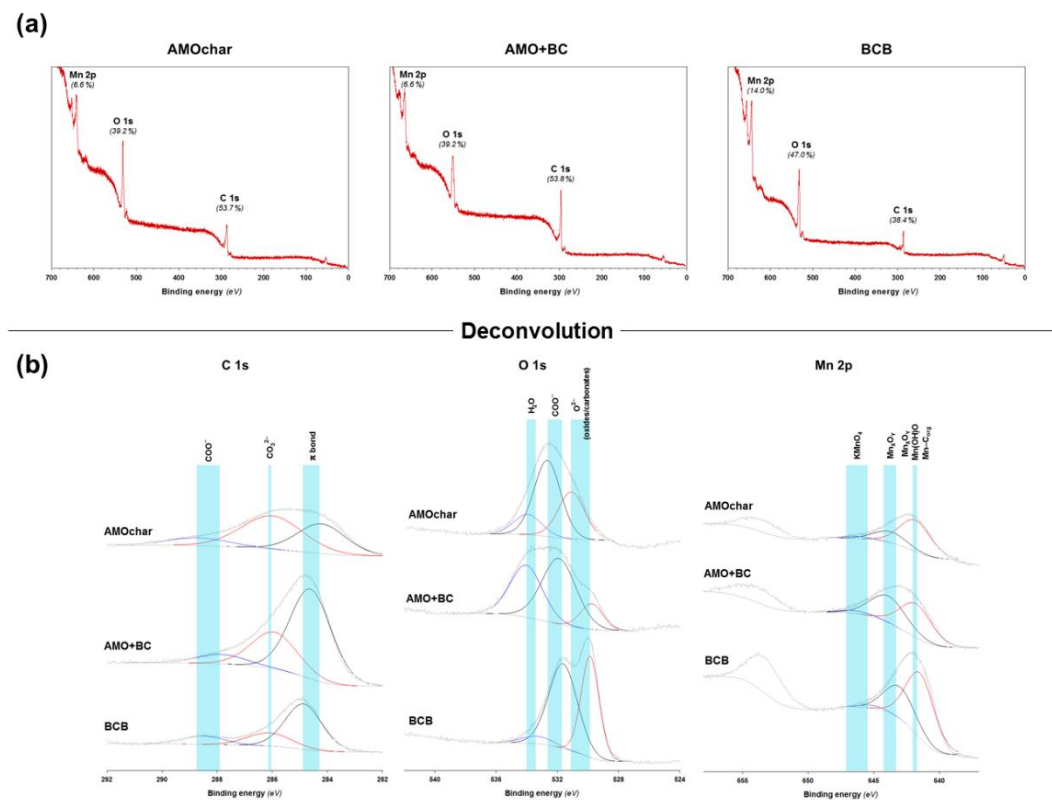 (a)
AMOchar
AMO+BC
BCB
Mn 2p
(6.6%)
O 1s
(39.2%)
C 1s
(53.7%)
700 600 500 400 300 200 100 0
Binding energy (eV)
Mn 2p
(6.6%)
O 1s
(39.2%)
C 1s
(53.8%)
700 600 500 400 300 200 100 0
Binding energy (eV)
Mn 2p
(14.0%)
O 1s
(47.0%)
C 1s
(38.4%)
700 600 500 400 300 200 100 0
Binding energy (eV)
Deconvolution
(b)
C 1s
COO⁻
CO₃²⁻
π bond
AMOchar
AMO+BC
BCB
292 290 288 286 284 282
Binding energy (eV)
O 1s
H₂O
COO⁻
O²⁻
(oxides/carbonates)
AMOchar
AMO+BC
BCB
540 536 532 528 524
Binding energy (eV)
Mn 2p
KMnO₄
MnₓOᵧ
MnₓOᵧ
Mn(OH)O
Mn–Cₒᵣg
AMOchar
AMO+BC
BCB
655 650 645 640
Binding energy (eV)